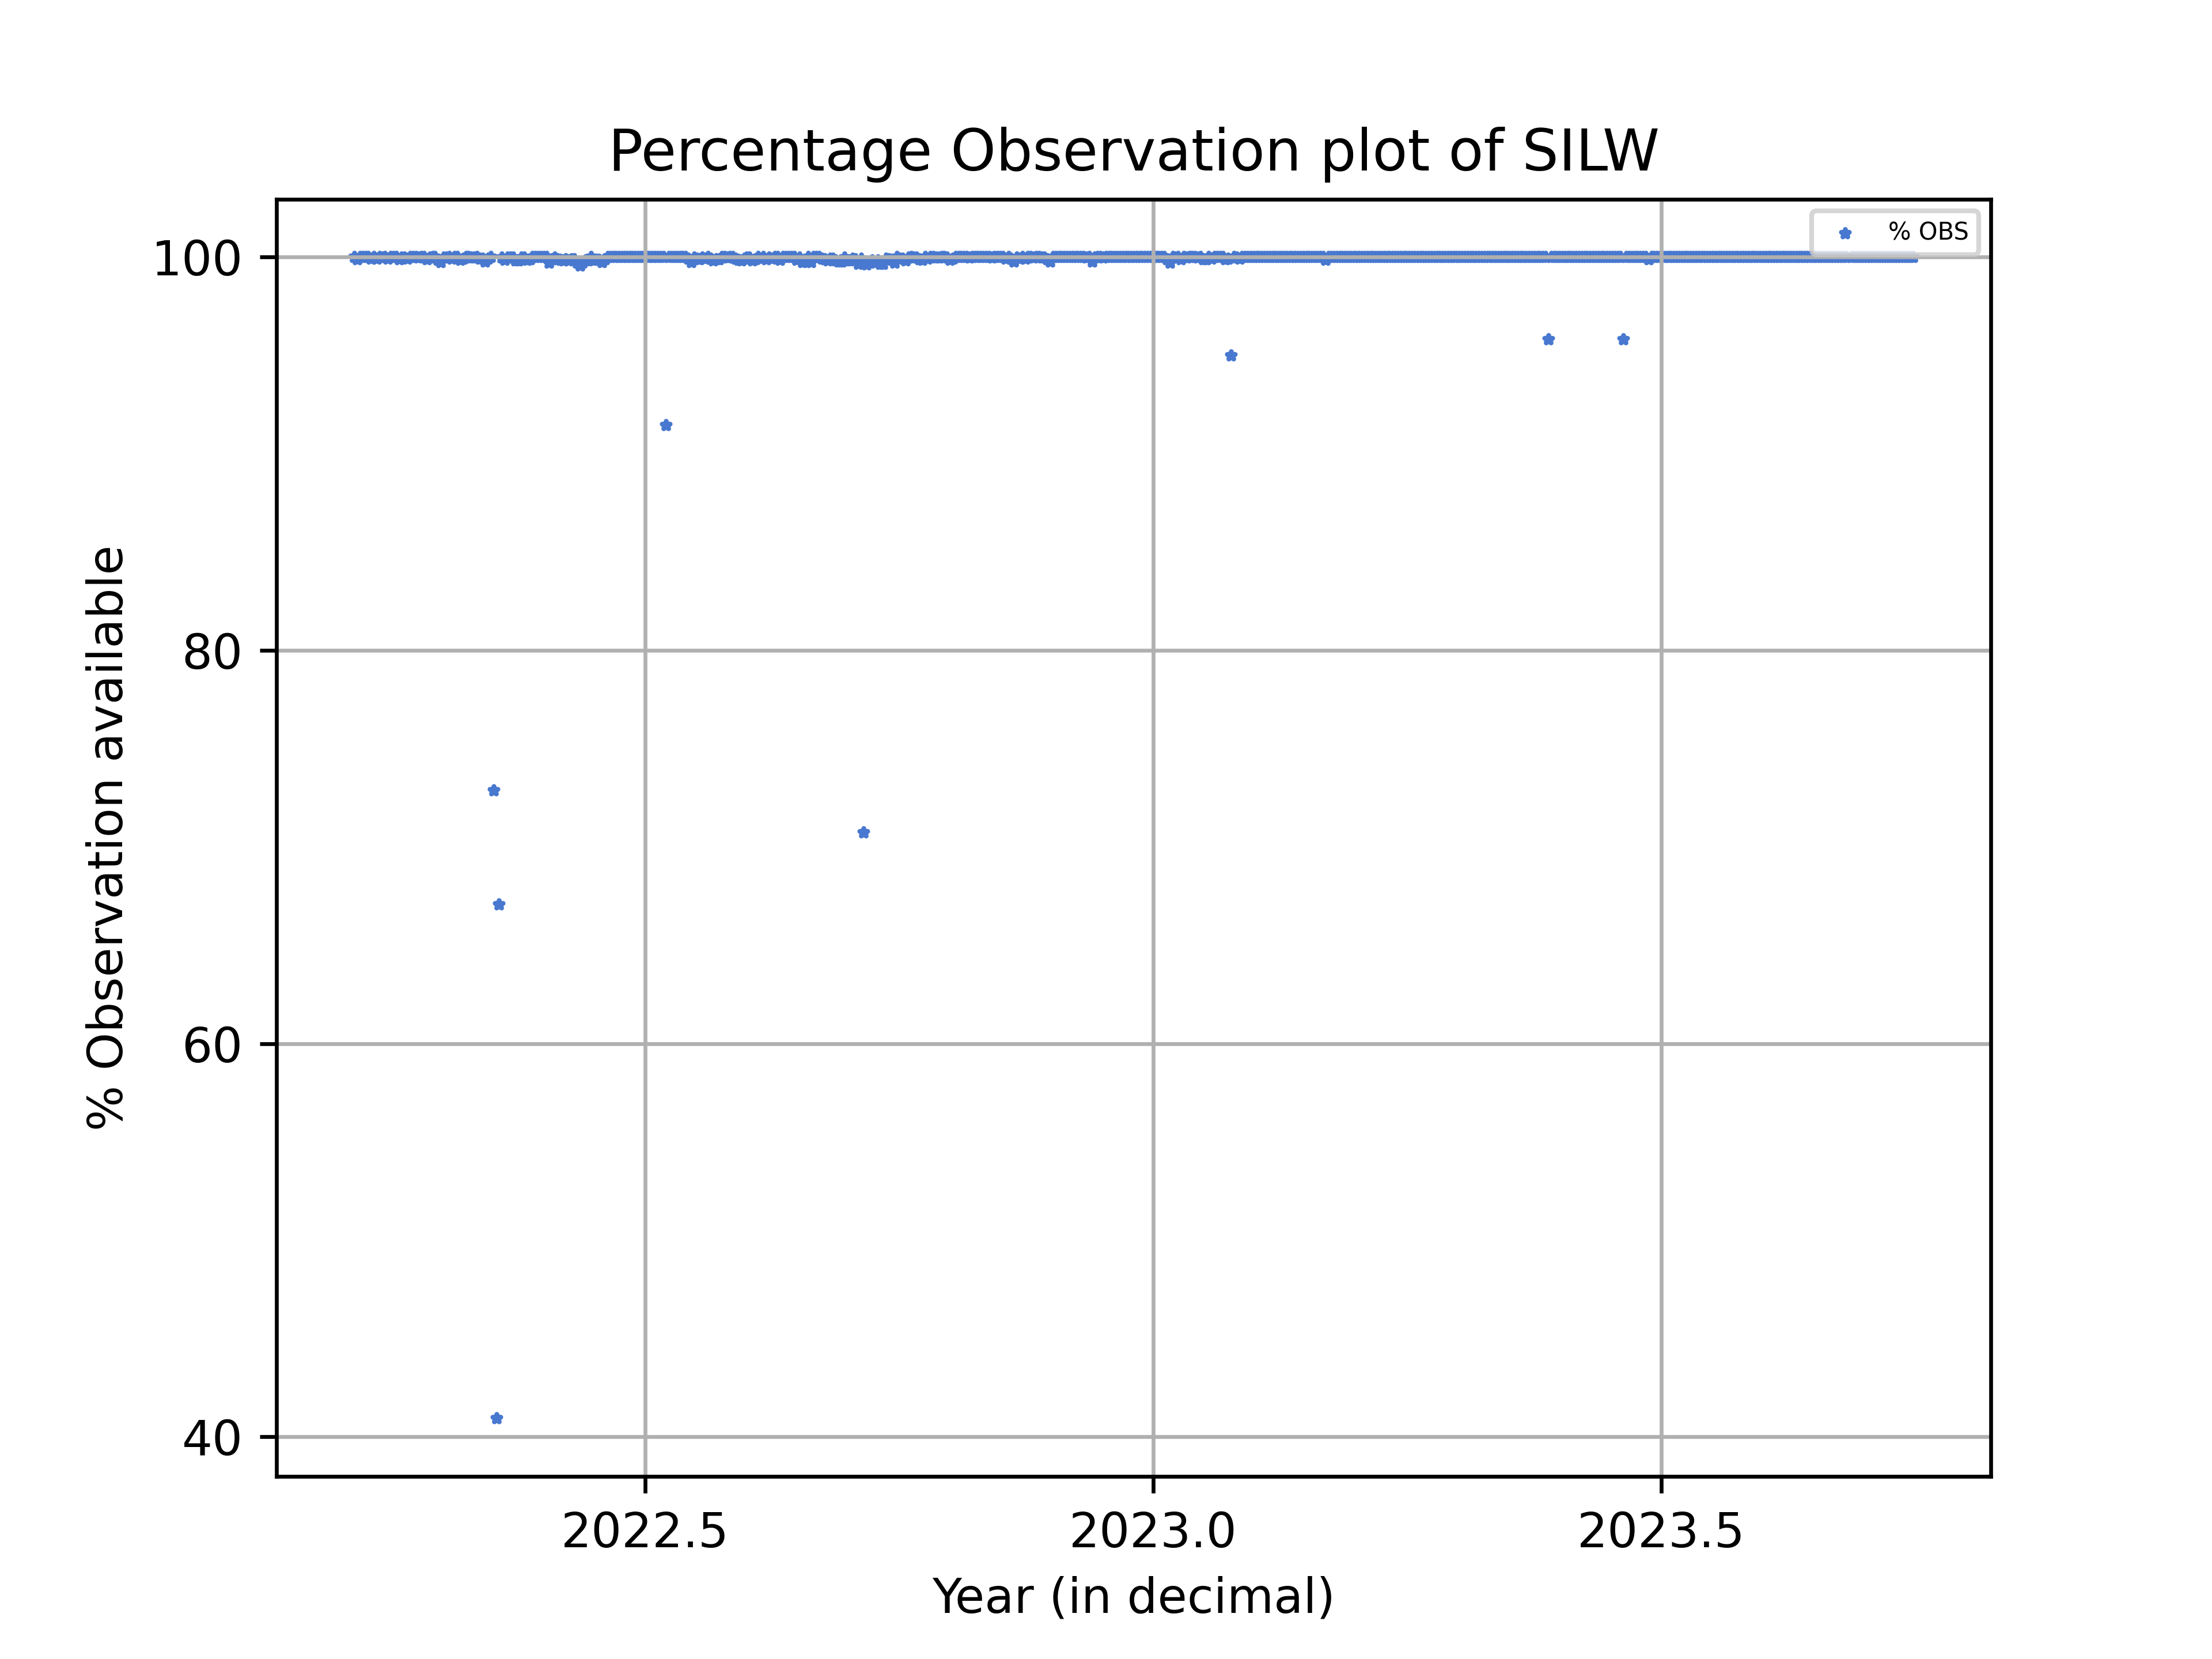 Percentage Observation plot of SILW
% OBS
100
80
60
40
% Observation available
2022.5 2023.0 2023.5
Year (in decimal)